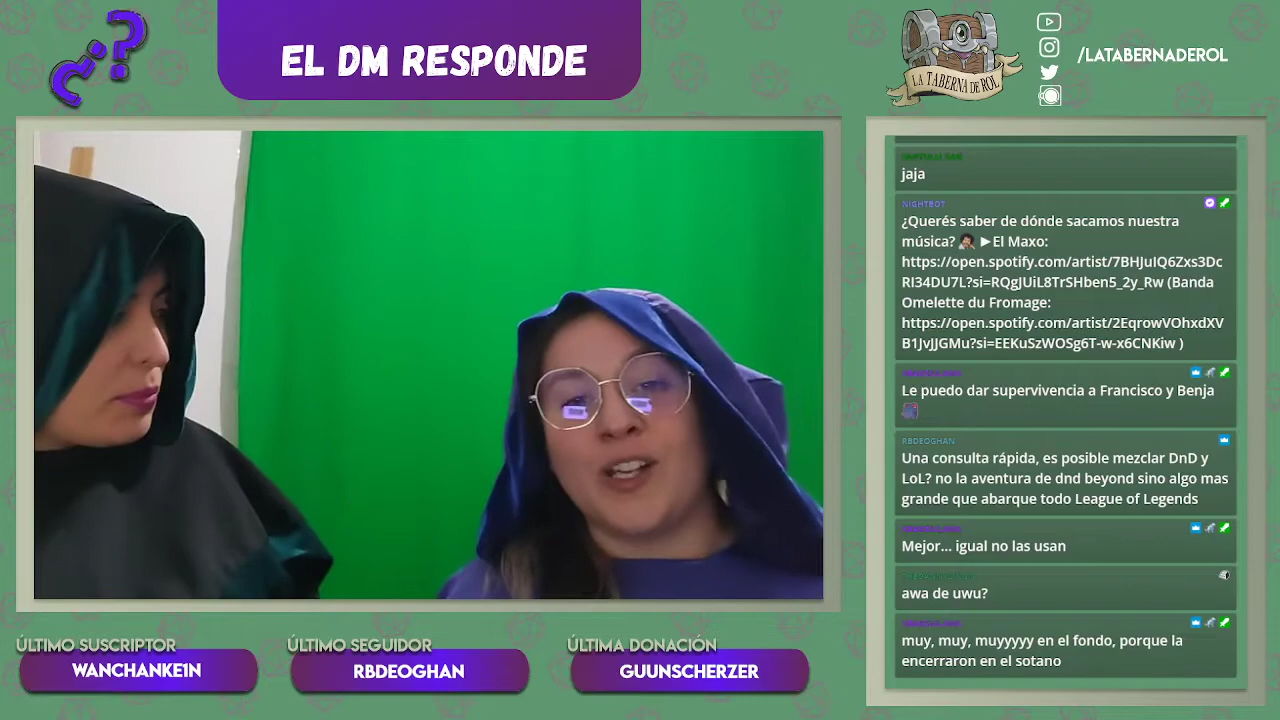 ¿?
EL DM RESPONDE
LA TABERNA DE ROL
/LATABERNADEROL
jaja
NIGHTBOT
¿Querés saber de dónde sacamos nuestra
música? ►El Maxo:
https://open.spotify.com/artist/7BHJuIQ6Zxs3Dc
RI34DU7L?si=RQgJUiL8TrSHben5_2y_Rw (Banda
Omelette du Fromage:
https://open.spotify.com/artist/2EqrowVOhxdXV
B1JvJJGMu?si=EEKuSzWOSg6T-w-x6CNKiw )
Le puedo dar supervivencia a Francisco y Benja
RBDEOGHAN
Una consulta rápida, es posible mezclar DnD y
LoL? no la aventura de dnd beyond sino algo mas
grande que abarque todo League of Legends
Mejor... igual no las usan
awa de uwu?
muy, muy, muyyyyy en el fondo, porque la
encerraron en el sotano
ÚLTIMO SUSCRIPTOR
WANCHANKE1N
ÚLTIMO SEGUIDOR
RBDEOGHAN
ÚLTIMA DONACIÓN
GUUNSCHERZER